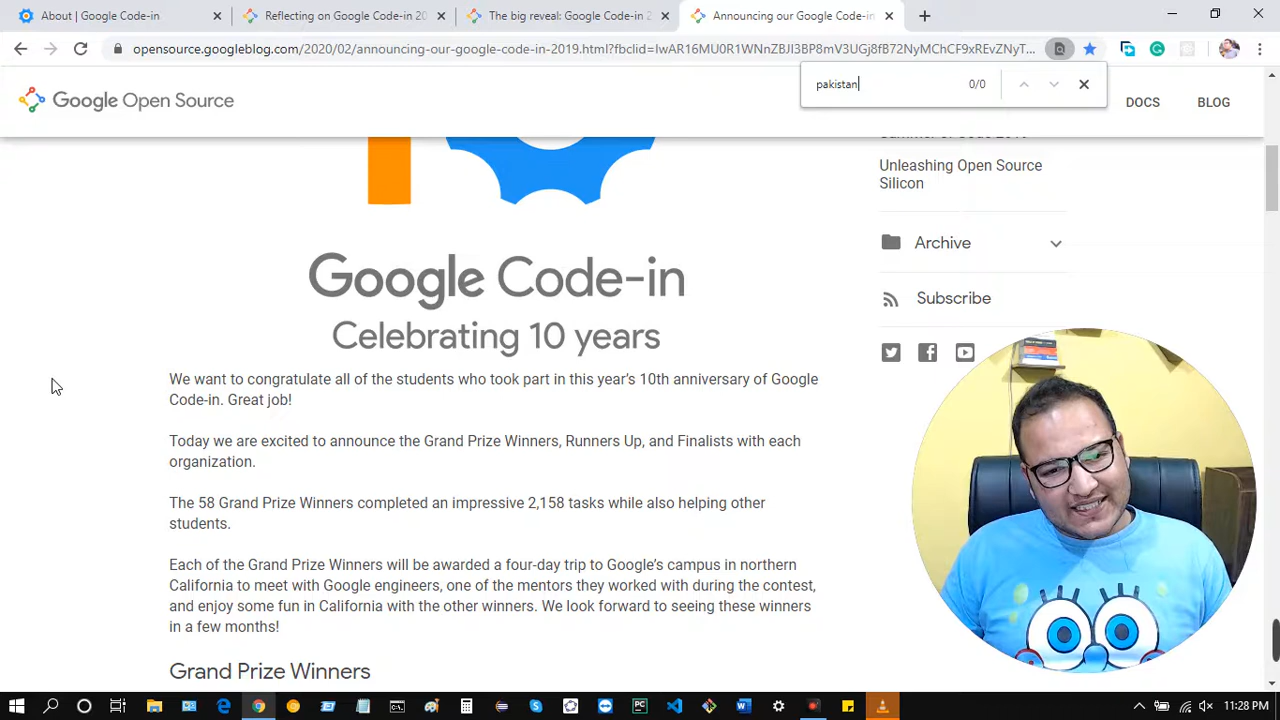 About | Google Code-in
Reflecting on Google Code-in 20
The big reveal: Google Code-in 2
Announcing our Google Code-in
opensource.googleblog.com/2020/02/announcing-our-google-code-in-2019.html?fbclid=IwAR16MU0R1WNnZBJI3BP8mV3UGj8fB72NyMChCF9xREvZNyT...
pakistan 0/0
Google Open Source
DOCS
BLOG
Unleashing Open Source
Silicon
Archive
Subscribe
Google Code-in
Celebrating 10 years
We want to congratulate all of the students who took part in this year's 10th anniversary of Google
Code-in. Great job!
Today we are excited to announce the Grand Prize Winners, Runners Up, and Finalists with each
organization.
The 58 Grand Prize Winners completed an impressive 2,158 tasks while also helping other
students.
Each of the Grand Prize Winners will be awarded a four-day trip to Google's campus in northern
California to meet with Google engineers, one of the mentors they worked with during the contest,
and enjoy some fun in California with the other winners. We look forward to seeing these winners
in a few months!
Grand Prize Winners
11:28 PM